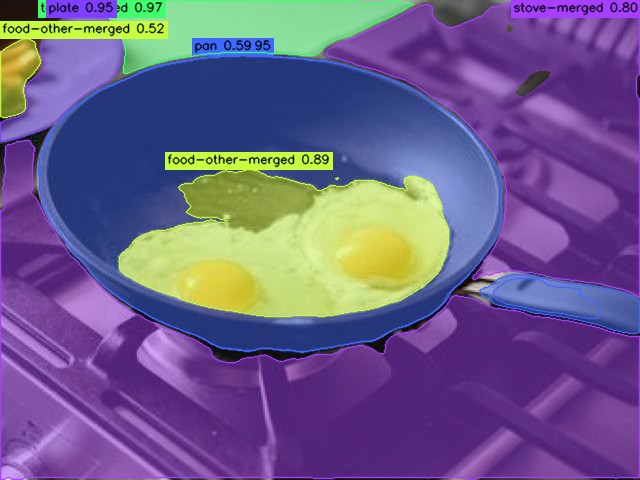 plate 0.95
ed 0.97
stove-merged 0.80
food-other-merged 0.52
pan 0.59
95
food-other-merged 0.89